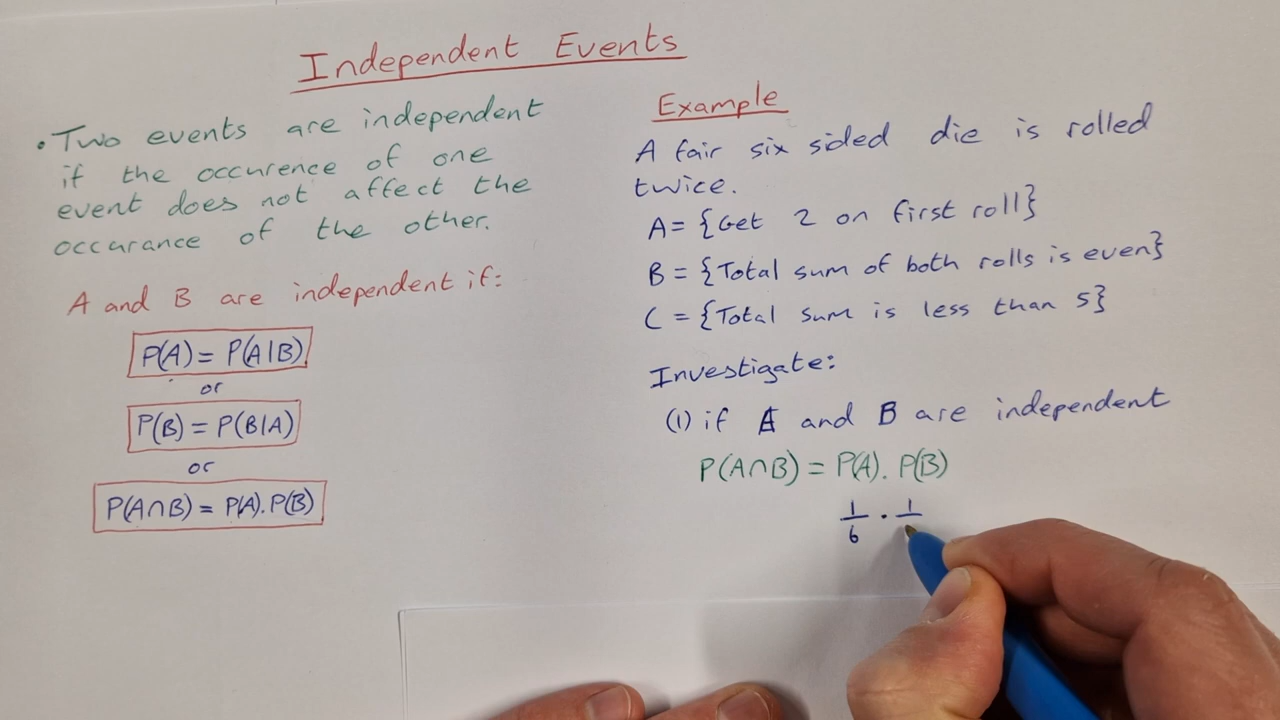 Independent Events
• Two events are independent
if the occurence of one
event does not affect the
occurance of the other.
A and B are independent if:
P(A) = P(A|B)
or
P(B) = P(B|A)
or
P(A∩B) = P(A).P(B)
Example
A fair six sided die is rolled
twice.
A = {Get 2 on first roll}
B = {Total sum of both rolls is even}
C = {Total sum is less than 5}
Investigate:
(1) if A and B are independent
P(A∩B) = P(A). P(B)
1/6 · 1/